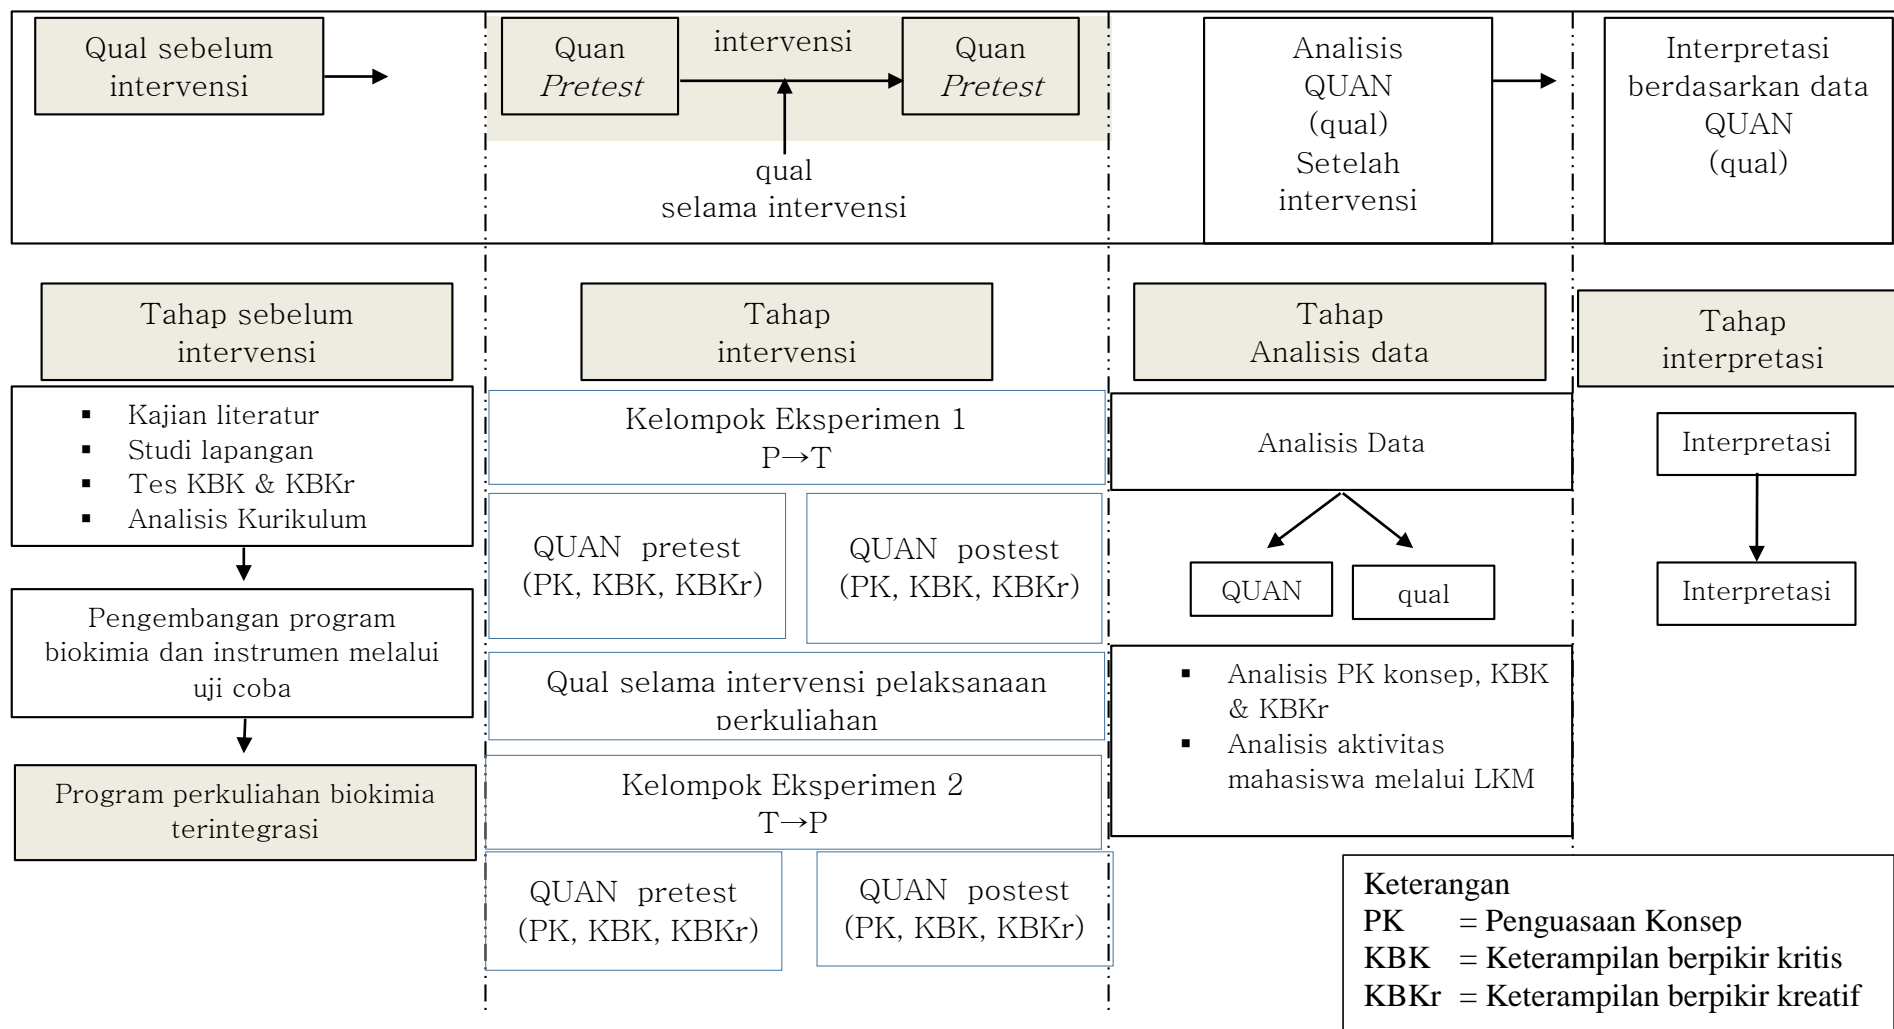 Qual sebelum
intervensi
Quan
Pretest
intervensi
Quan
Pretest
qual
selama intervensi
Analisis
QUAN
(qual)
Setelah
intervensi
Interpretasi
berdasarkan data
QUAN
(qual)
Tahap sebelum
intervensi
▪ Kajian literatur
▪ Studi lapangan
▪ Tes KBK & KBKr
▪ Analisis Kurikulum
Pengembangan program
biokimia dan instrumen melalui
uji coba
Program perkuliahan biokimia
terintegrasi
Tahap
intervensi
Kelompok Eksperimen 1
P→T
QUAN pretest
(PK, KBK, KBKr)
QUAN postest
(PK, KBK, KBKr)
Qual selama intervensi pelaksanaan
perkuliahan
Kelompok Eksperimen 2
T→P
QUAN pretest
(PK, KBK, KBKr)
QUAN postest
(PK, KBK, KBKr)
Tahap
Analisis data
Analisis Data
QUAN
qual
▪ Analisis PK konsep, KBK
& KBKr
▪ Analisis aktivitas
mahasiswa melalui LKM
Tahap
interpretasi
Interpretasi
Interpretasi
Keterangan
PK = Penguasaan Konsep
KBK = Keterampilan berpikir kritis
KBKr = Keterampilan berpikir kreatif